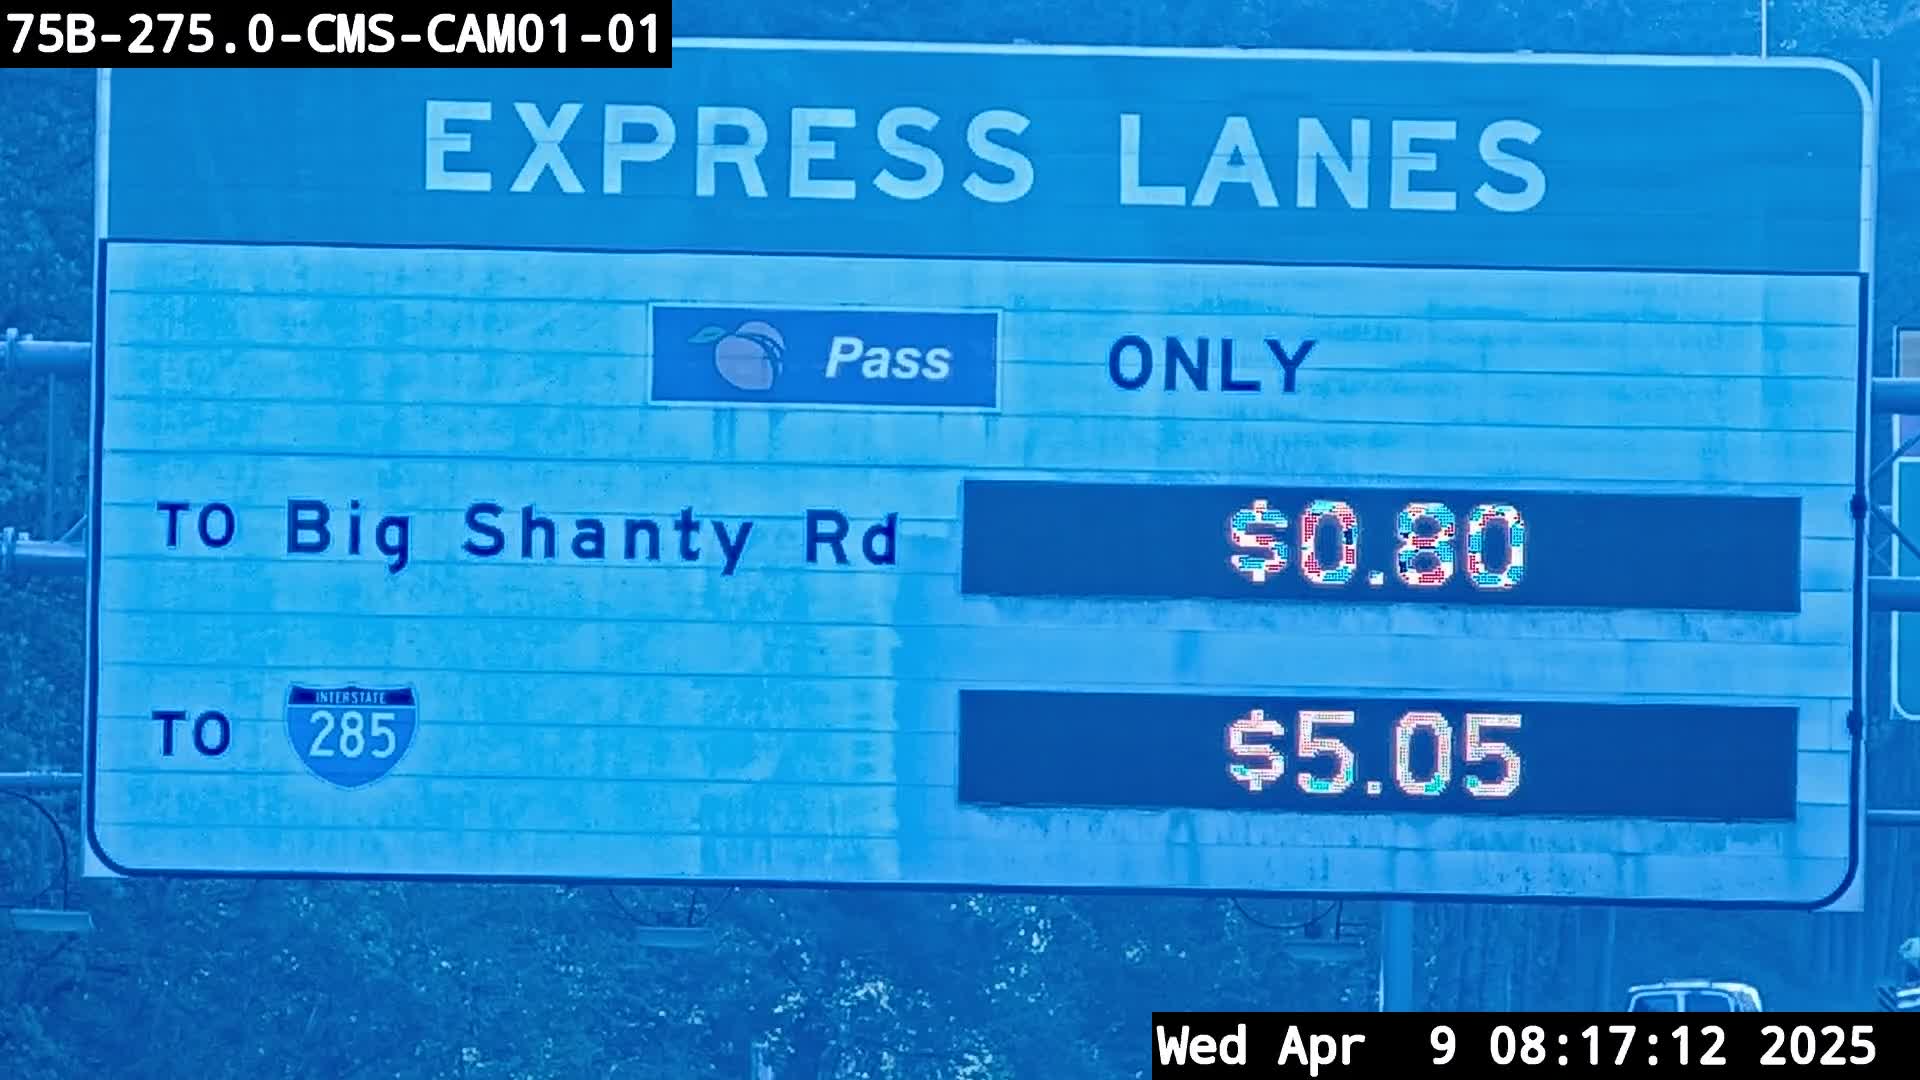 75B-275.0-CMS-CAM01-01
EXPRESS LANES
Pass ONLY
TO Big Shanty Rd $0.80
TO INTERSTATE 285 $5.05
Wed Apr 9 08:17:12 2025